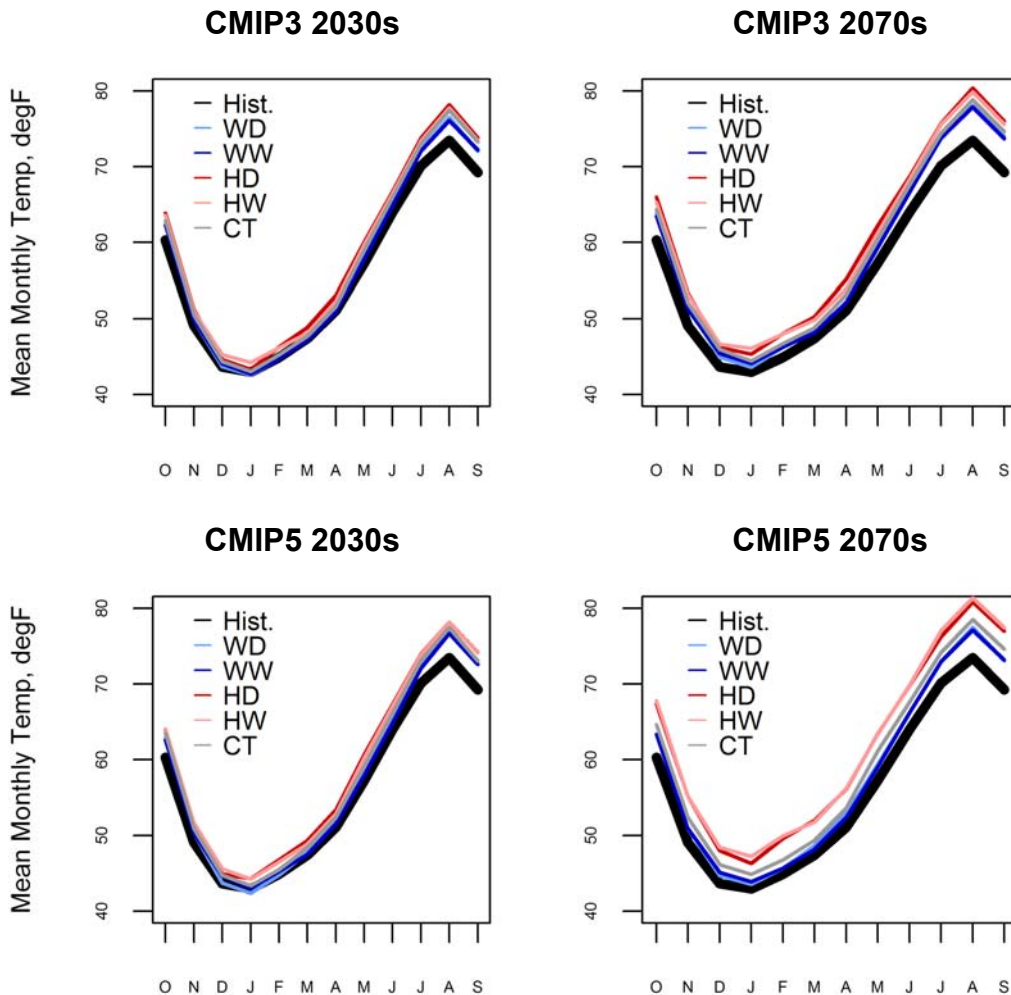 CMIP3 2030s
Mean Monthly Temp, degF
80
70
60
50
40
Hist.
WD
WW
HD
HW
CT
O N D J F M A M J J A S
CMIP3 2070s
80
70
60
50
40
Hist.
WD
WW
HD
HW
CT
O N D J F M A M J J A S
CMIP5 2030s
Mean Monthly Temp, degF
80
70
60
50
40
Hist.
WD
WW
HD
HW
CT
O N D J F M A M J J A S
CMIP5 2070s
80
70
60
50
40
Hist.
WD
WW
HD
HW
CT
O N D J F M A M J J A S